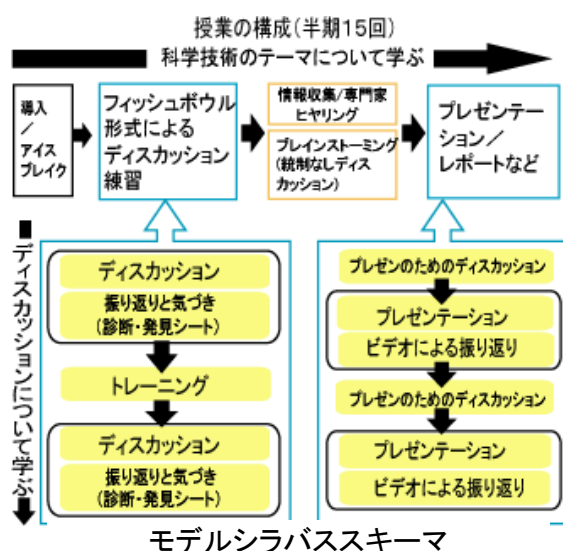 授業の構成(半期15回)
科学技術のテーマについて学ぶ
導入
／
アイス
ブレイク
フィッシュボウル
形式による
ディスカッション
練習
情報収集/専門家
ヒヤリング
ブレインストーミング
(統制なしディス
カッション)
プレゼンテー
ション／
レポートなど
ディスカッションについて学ぶ
ディスカッション
振り返りと気づき
(診断・発見シート)
トレーニング
ディスカッション
振り返りと気づき
(診断・発見シート)
プレゼンのためのディスカッション
プレゼンテーション
ビデオによる振り返り
プレゼンのためのディスカッション
プレゼンテーション
ビデオによる振り返り
モデルシラバススキーマ